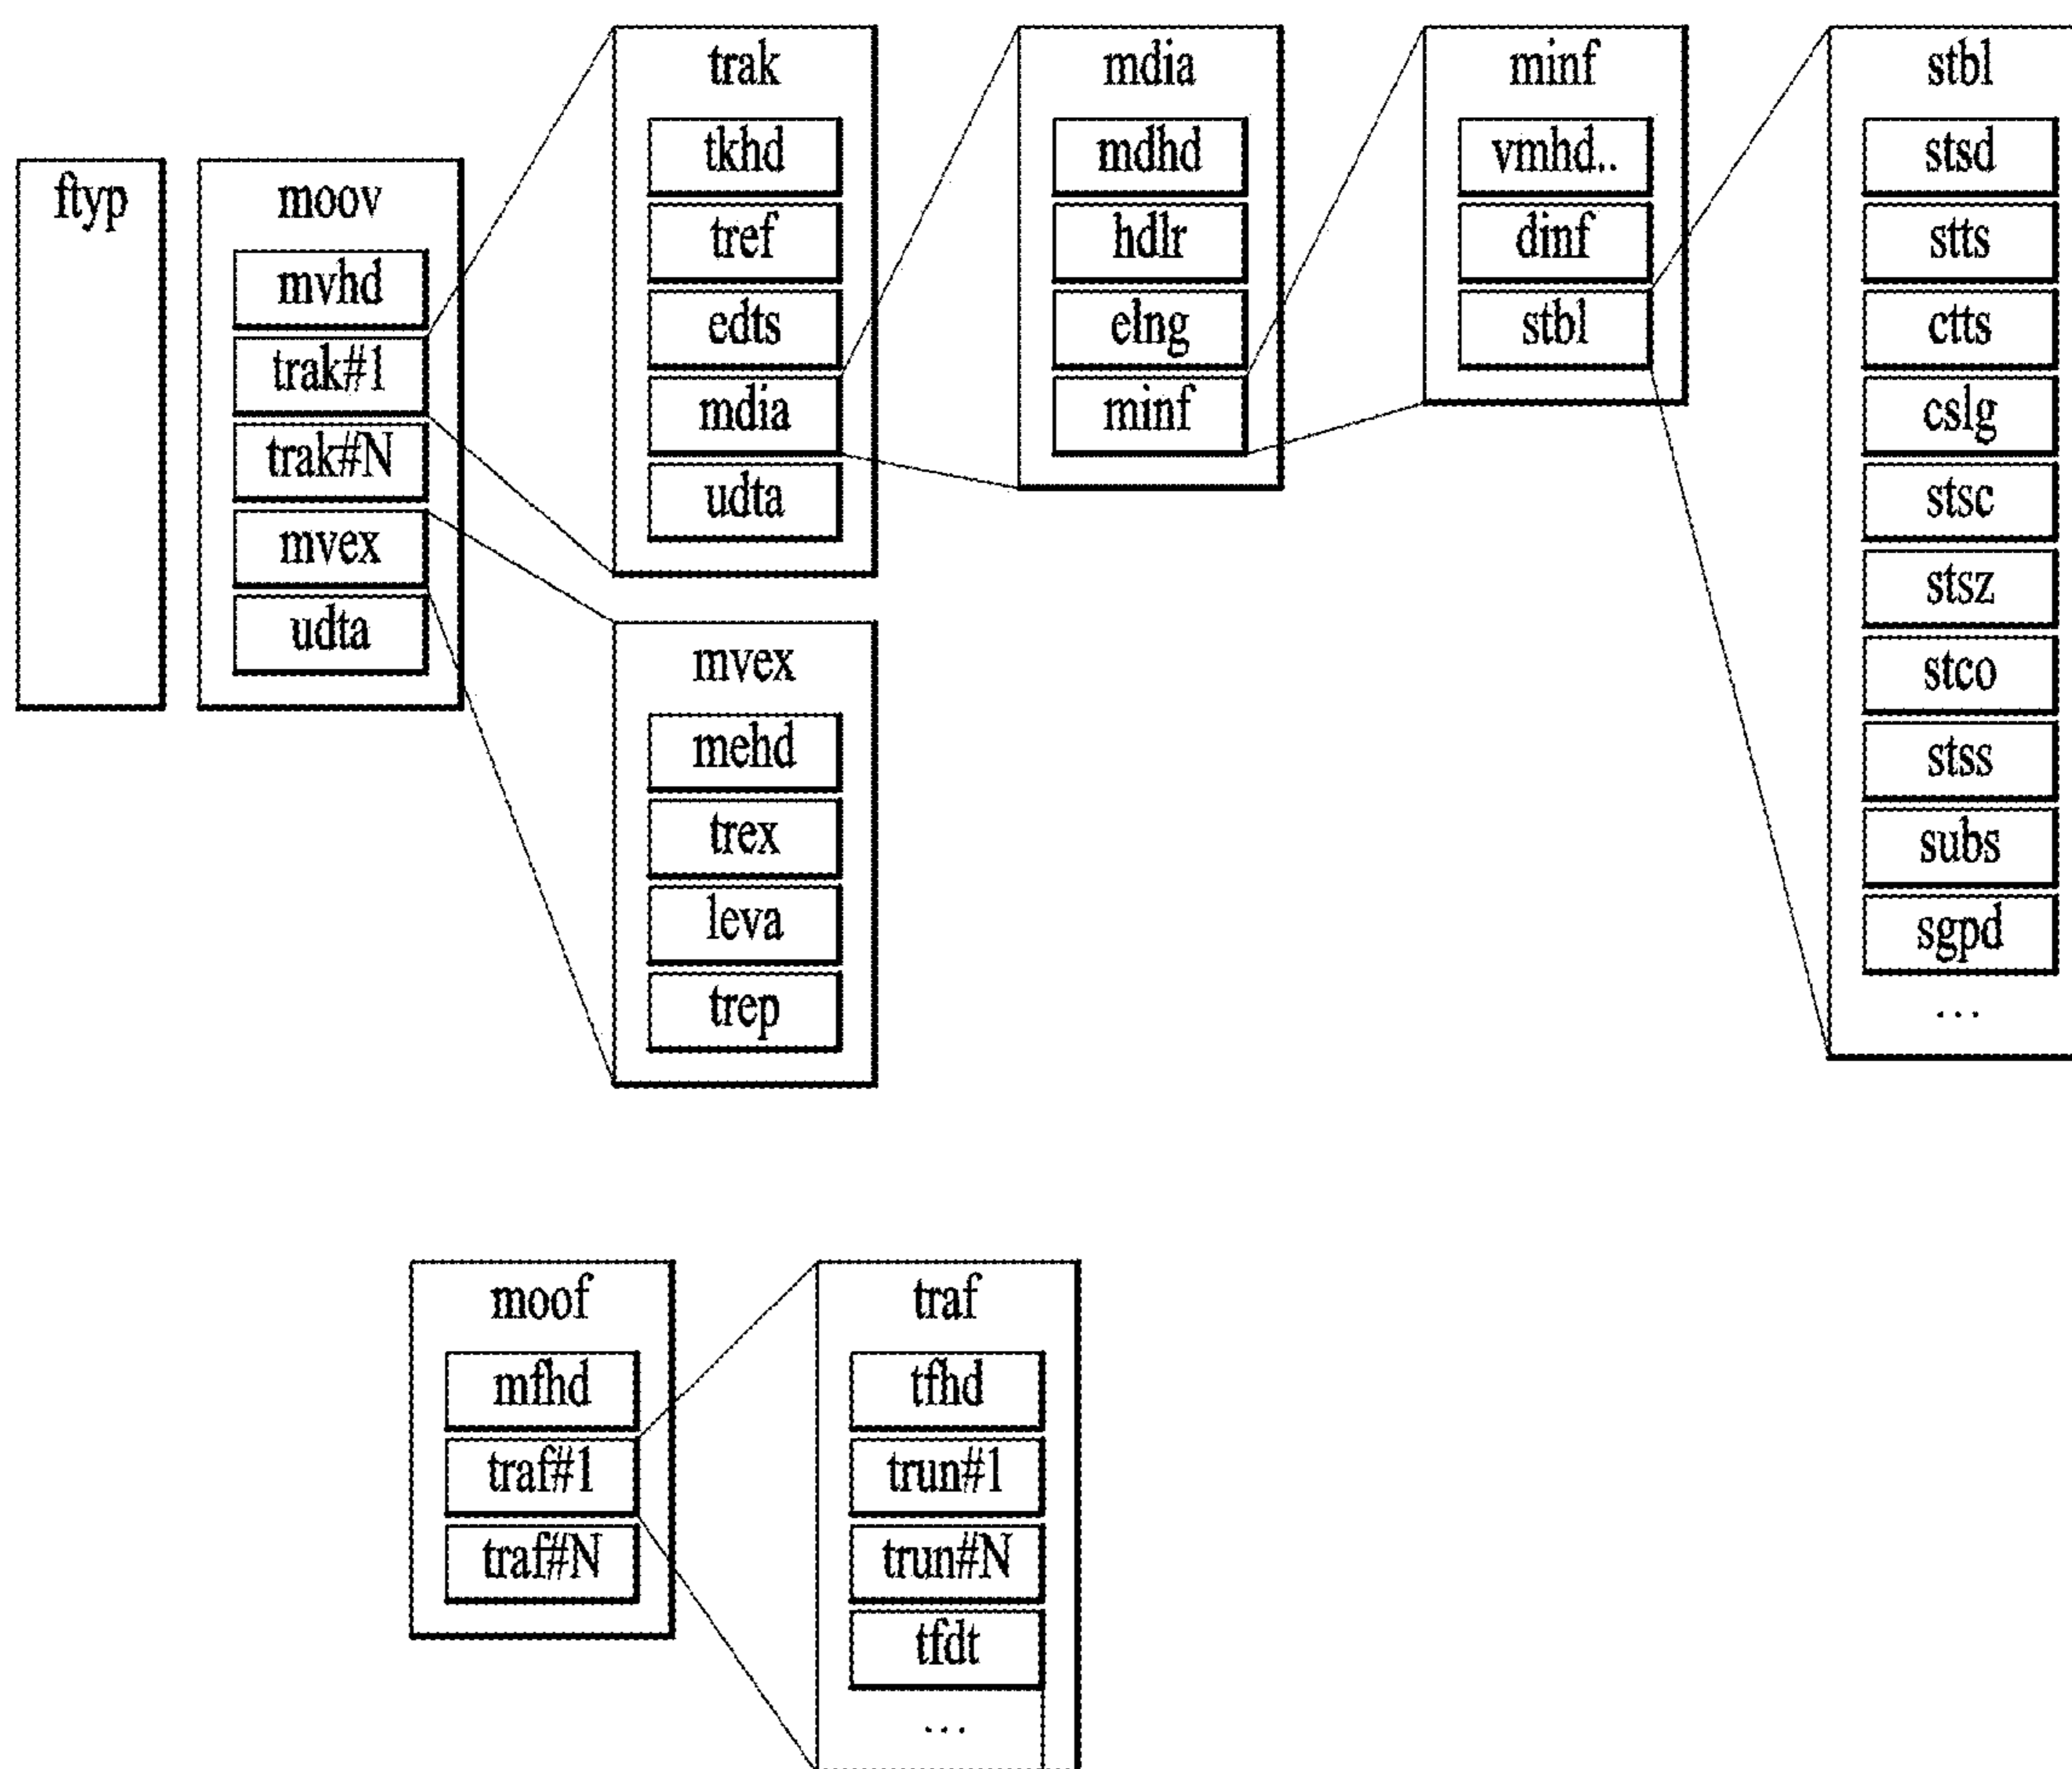 ftyp
moov
mvhd
trak#1
trak#N
mvex
udta
trak
tkhd
tref
edts
mdia
udta
mvex
mehd
trex
leva
trep
mdia
mdhd
hdlr
elng
minf
minf
vmhd..
dinf
stbl
stbl
stsd
stts
ctts
cslg
stsc
stsz
stco
stss
subs
sgpd
...
moof
mfhd
traf#1
traf#N
traf
tfhd
trun#1
trun#N
tfdt
...